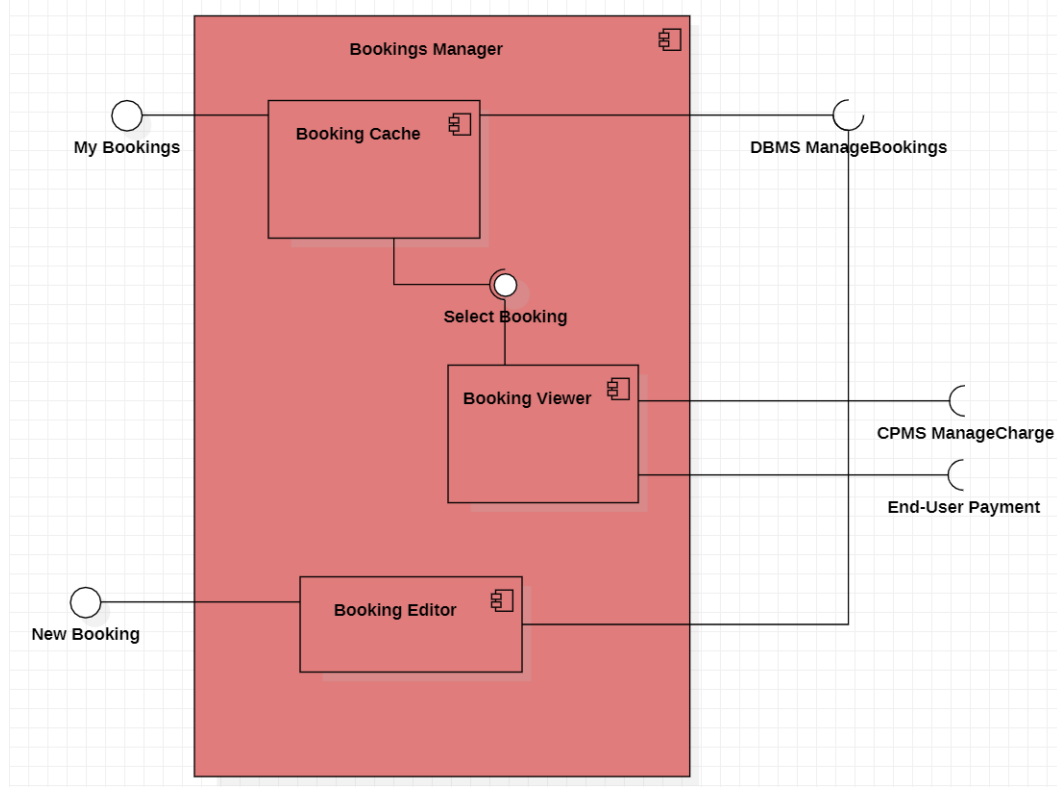 Bookings Manager
Booking Cache
My Bookings
DBMS ManageBookings
Select Booking
Booking Viewer
CPMS ManageCharge
End-User Payment
Booking Editor
New Booking